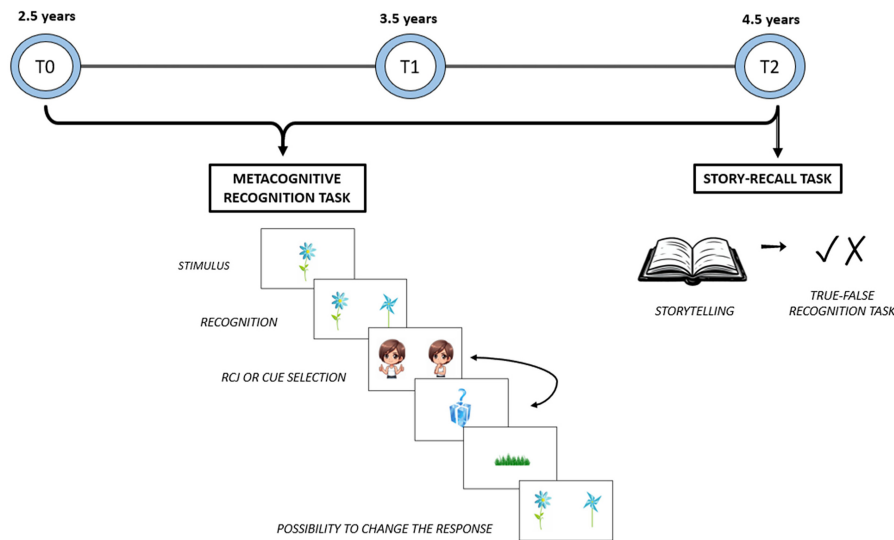 2.5 years
3.5 years
4.5 years
T0
T1
T2
METACOGNITIVE
RECOGNITION TASK
STORY-RECALL TASK
STIMULUS
RECOGNITION
RCJ OR CUE SELECTION
?
POSSIBILITY TO CHANGE THE RESPONSE
STORYTELLING
TRUE-FALSE
RECOGNITION TASK